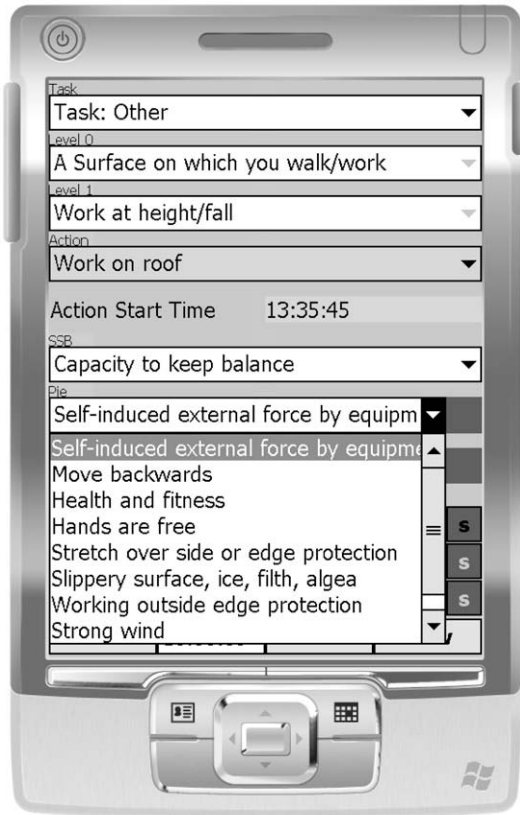 Task
Task: Other
Level 0
A Surface on which you walk/work
Level 1
Work at height/fall
Action
Work on roof
Action Start Time 13:35:45
SSB
Capacity to keep balance
Pie
Self-induced external force by equipm
Self-induced external force by equipme
Move backwards
Health and fitness
Hands are free
Stretch over side or edge protection
Slippery surface, ice, filth, algea
Working outside edge protection
Strong wind
s
s
s